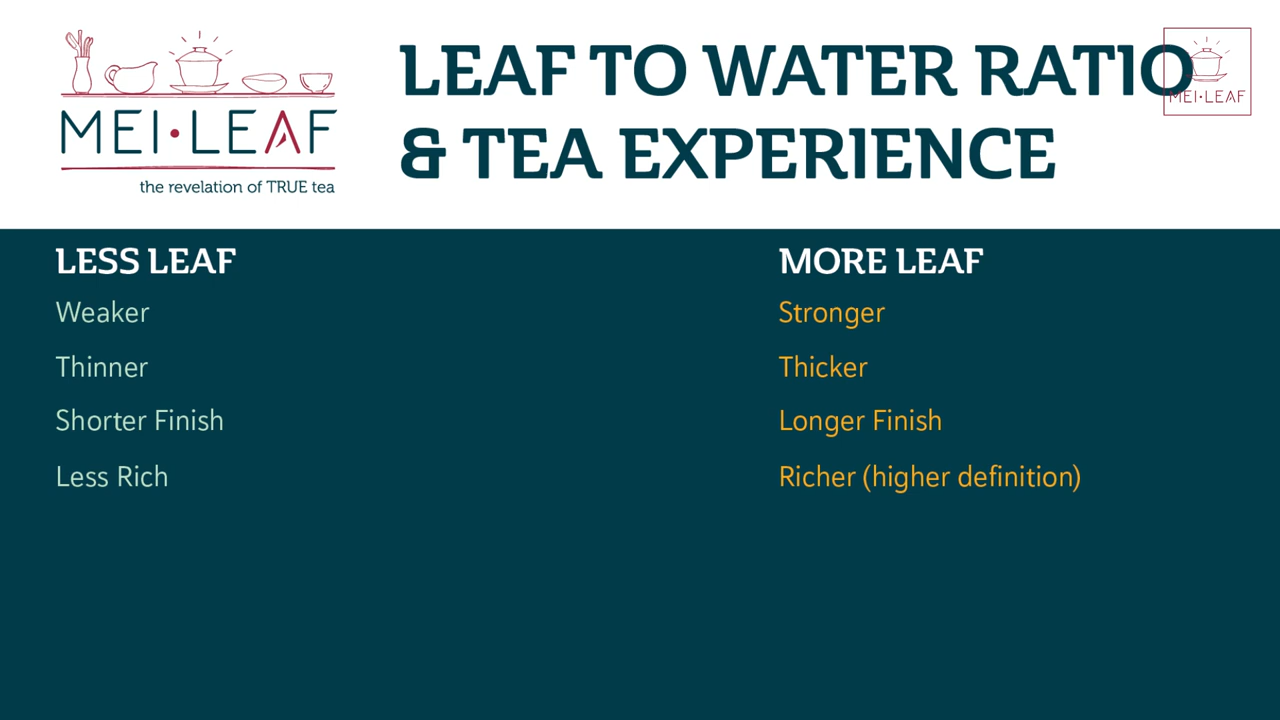 MEI·LEAF
the revelation of TRUE tea
LEAF TO WATER RATIO
& TEA EXPERIENCE
MEI·LEAF
LESS LEAF
Weaker
Thinner
Shorter Finish
Less Rich
MORE LEAF
Stronger
Thicker
Longer Finish
Richer (higher definition)